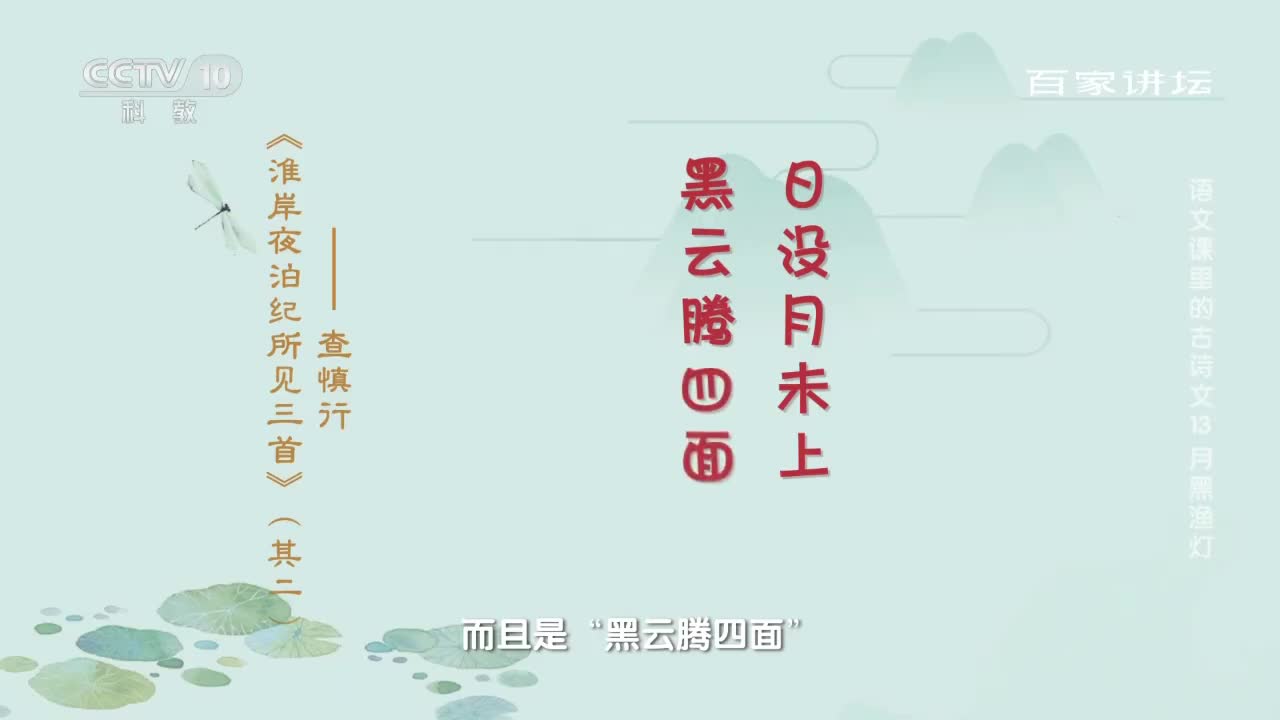 CCTV 10
科教
百家讲坛
语文课里的古诗文13 月黑渔灯
日没月未上
黑云腾四面
——查慎行
《淮岸夜泊纪所见三首》（其二）
而且是“黑云腾四面”